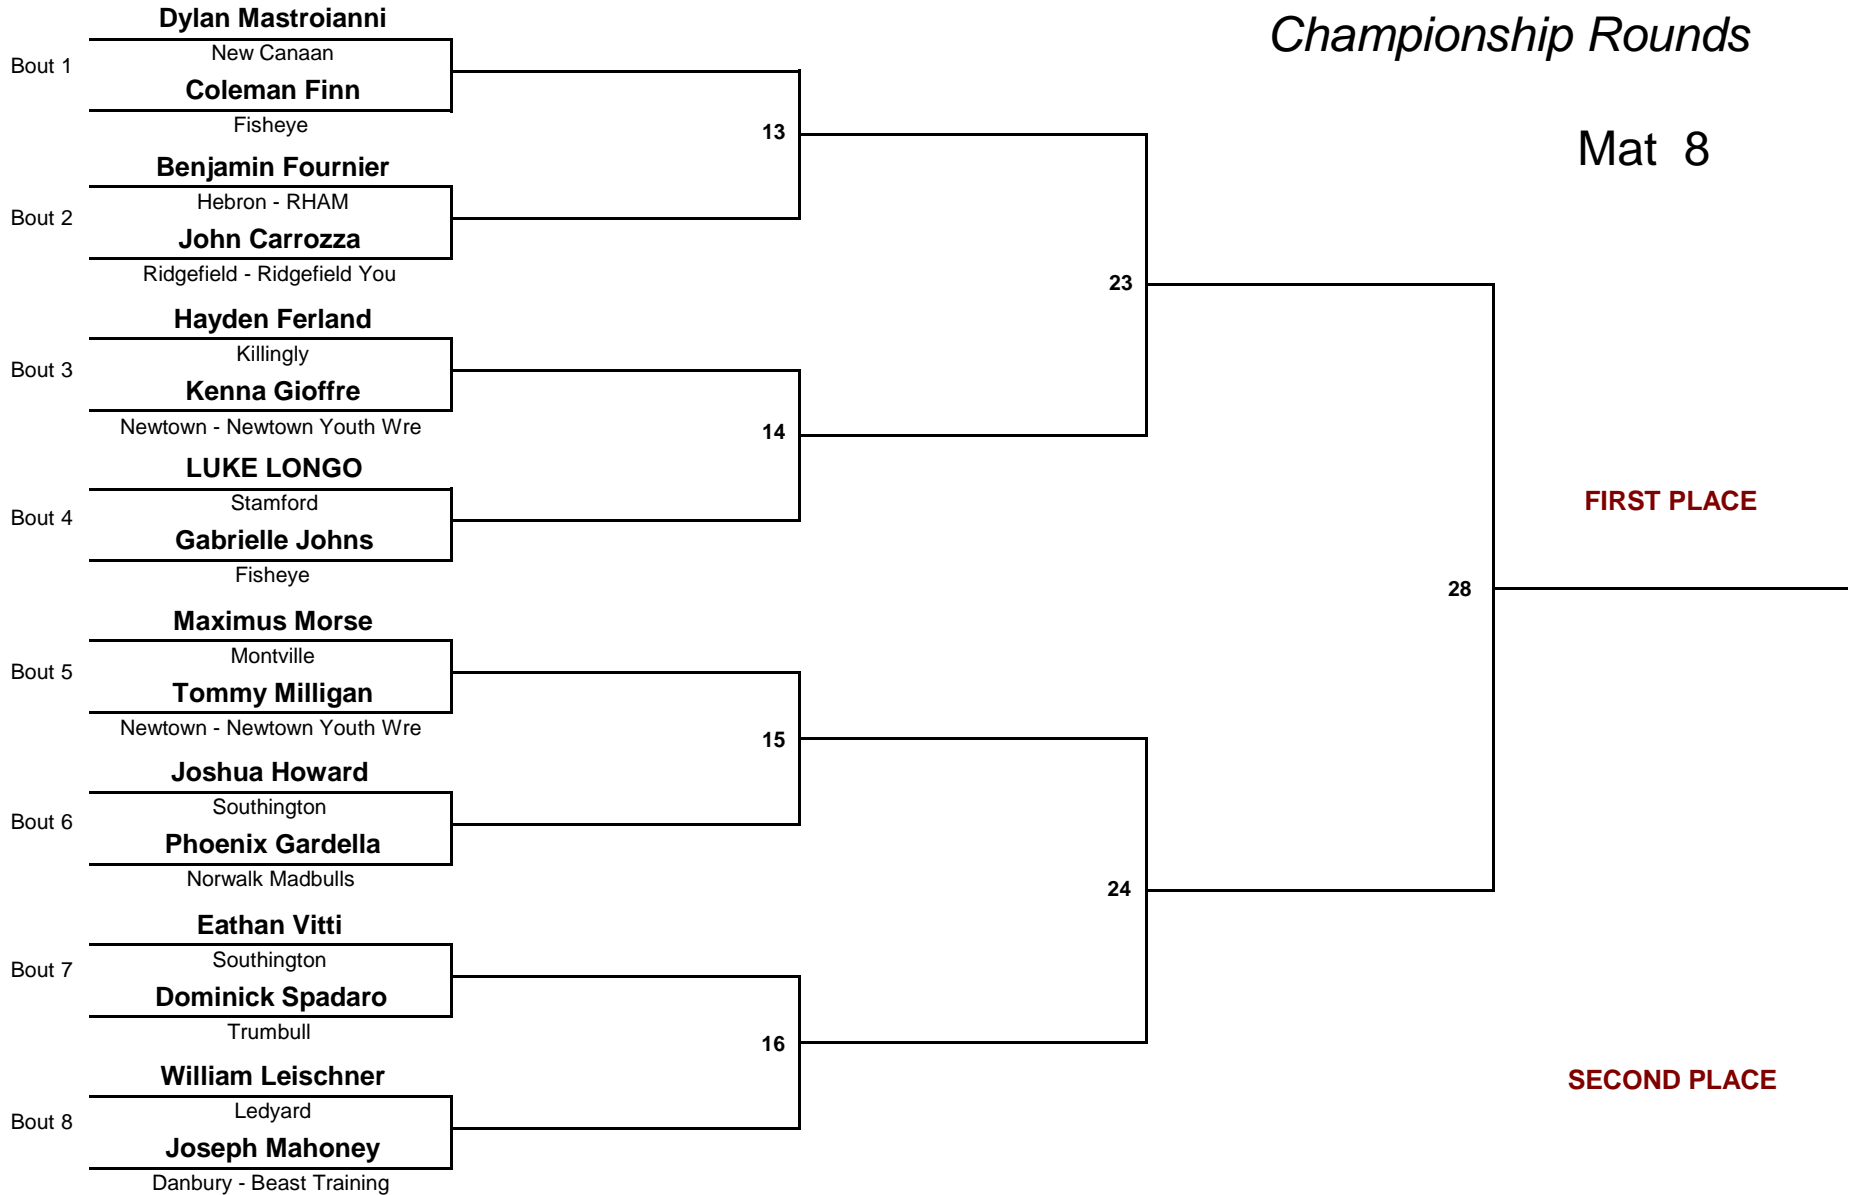 Championship Rounds
Mat 8
Dylan Mastroianni
Bout 1
New Canaan
Coleman Finn
Fisheye
Benjamin Fournier
Bout 2
Hebron - RHAM
John Carrozza
Ridgefield - Ridgefield You
Hayden Ferland
Bout 3
Killingly
Kenna Gioffre
Newtown - Newtown Youth Wre
LUKE LONGO
Bout 4
Stamford
Gabrielle Johns
Fisheye
Maximus Morse
Bout 5
Montville
Tommy Milligan
Newtown - Newtown Youth Wre
Joshua Howard
Bout 6
Southington
Phoenix Gardella
Norwalk Madbulls
Eathan Vitti
Bout 7
Southington
Dominick Spadaro
Trumbull
William Leischner
Bout 8
Ledyard
Joseph Mahoney
Danbury - Beast Training
13
14
15
16
23
24
28
FIRST PLACE
SECOND PLACE